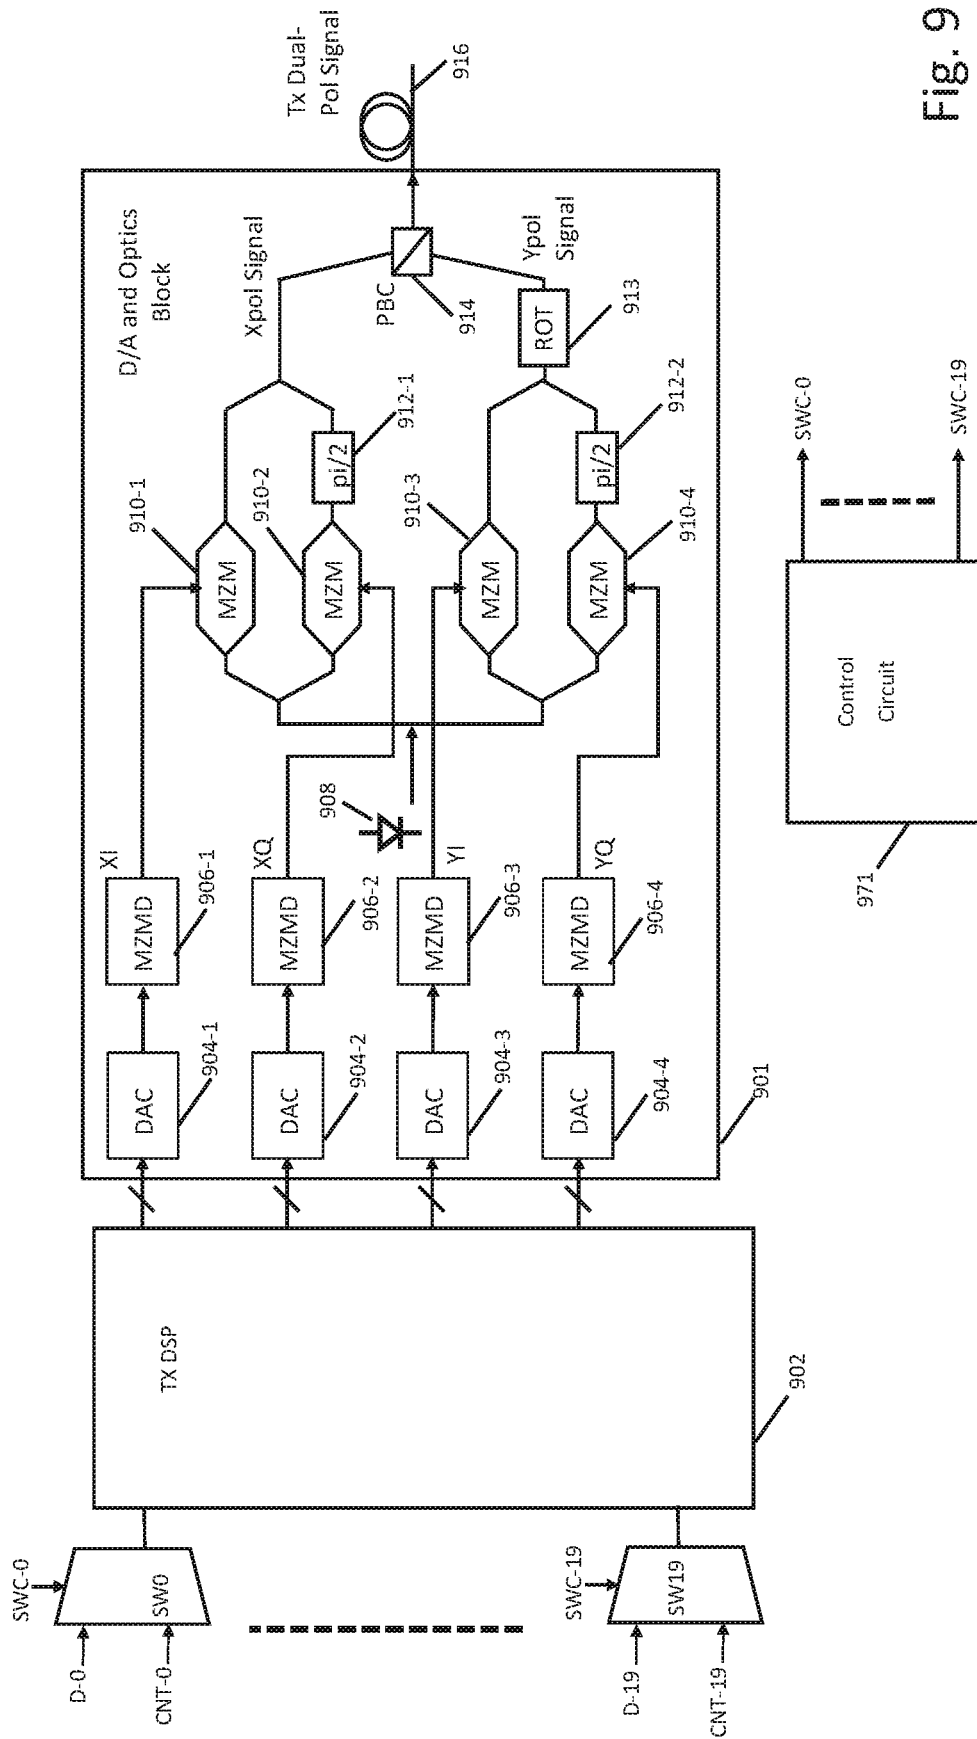 SWC-0
D-0
CNT-0
SW0
SWC-19
D-19
CNT-19
SW19
TX DSP
902
D/A and Optics
Block
901
DAC
904-1
DAC
904-2
DAC
904-3
DAC
904-4
MZMD
906-1
XI
MZMD
906-2
XQ
MZMD
906-3
YI
MZMD
906-4
YQ
908
MZM
910-1
MZM
910-2
MZM
910-3
MZM
910-4
pi/2
912-1
pi/2
912-2
Xpol Signal
ROT
913
Ypol
Signal
PBC
914
Tx Dual-
Pol Signal
916
Control
Circuit
971
SWC-0
SWC-19
Fig. 9